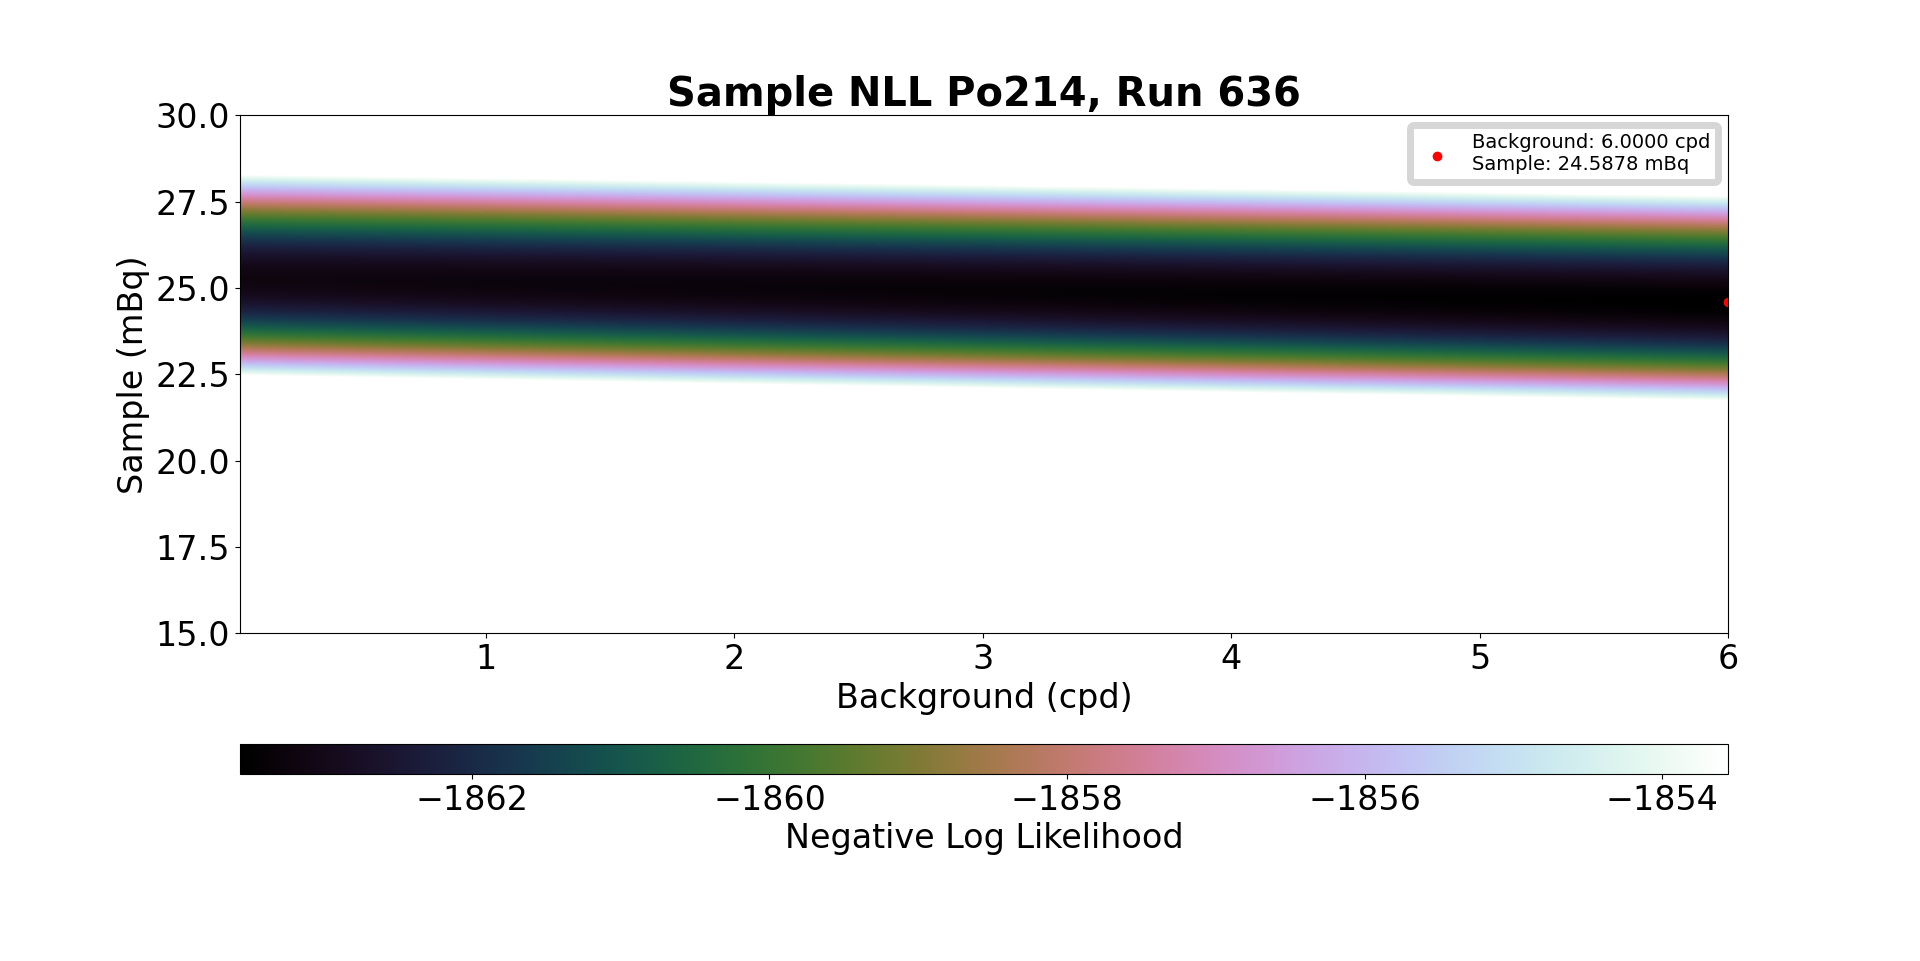 Sample NLL Po214, Run 636
30.0
27.5
25.0
22.5
20.0
17.5
15.0
Sample (mBq)
Background: 6.0000 cpd
Sample: 24.5878 mBq
1 2 3 4 5 6
Background (cpd)
−1862 −1860 −1858 −1856 −1854
Negative Log Likelihood